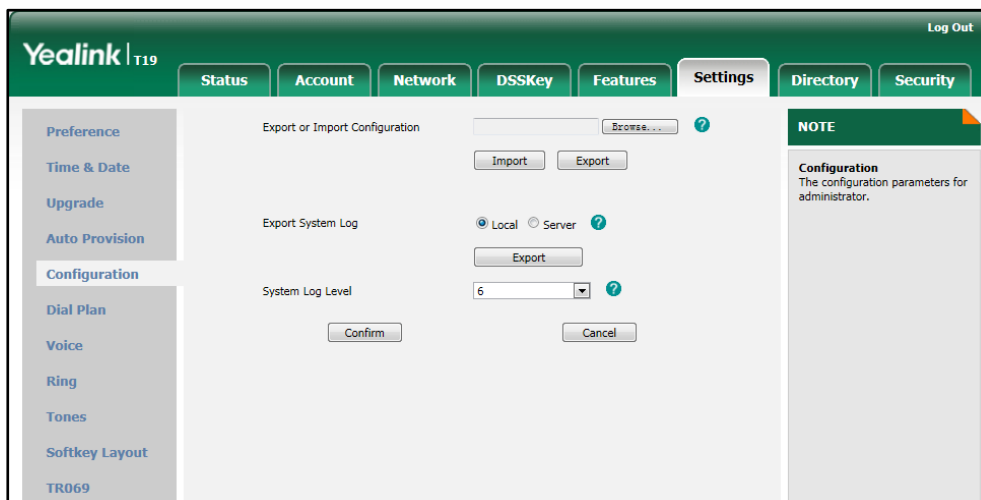 Log Out
Yealink T19
Status Account Network DSSKey Features Settings Directory Security
Preference
Time & Date
Upgrade
Auto Provision
Configuration
Dial Plan
Voice
Ring
Tones
Softkey Layout
TR069
Export or Import Configuration Browse... ?
Import Export
Export System Log Local Server ?
Export
System Log Level 6 ?
Confirm Cancel
NOTE
Configuration
The configuration parameters for
administrator.